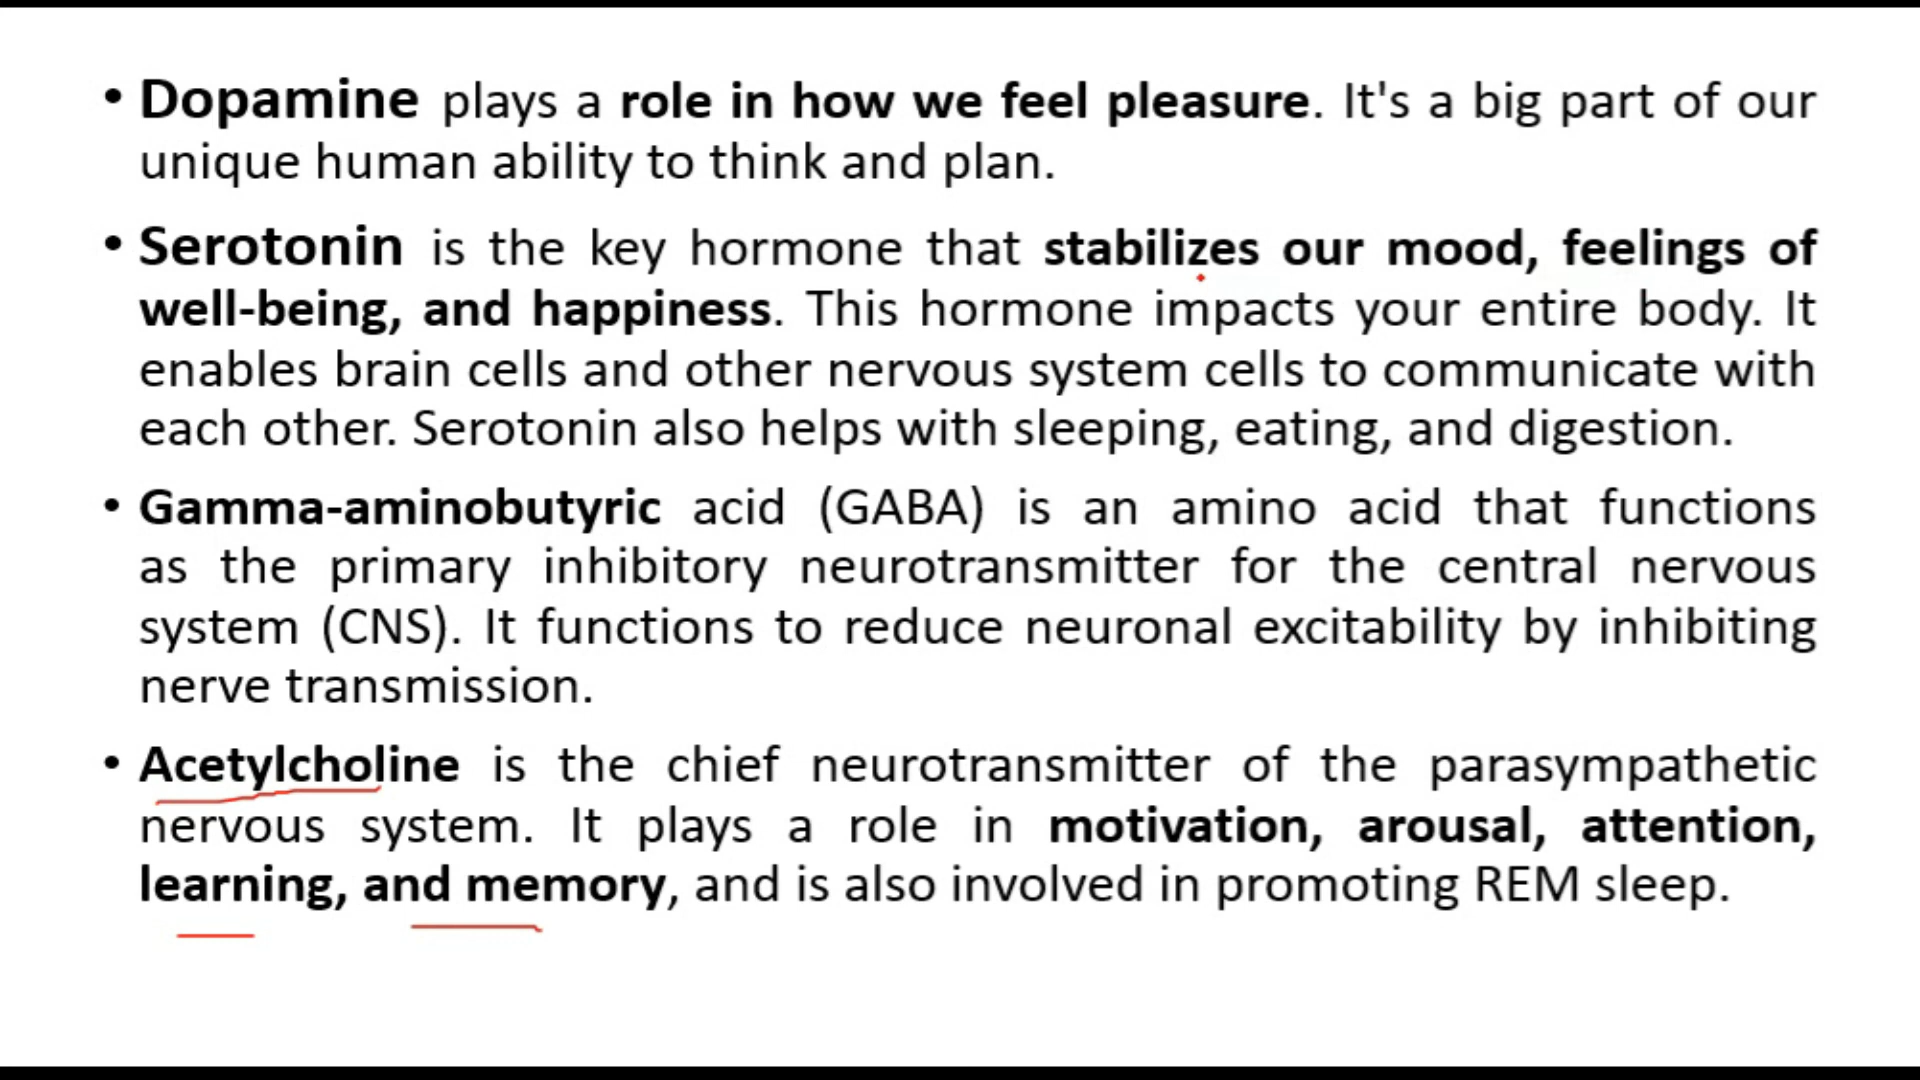 • Dopamine plays a role in how we feel pleasure. It's a big part of our
unique human ability to think and plan.
• Serotonin is the key hormone that stabilizes our mood, feelings of
well-being, and happiness. This hormone impacts your entire body. It
enables brain cells and other nervous system cells to communicate with
each other. Serotonin also helps with sleeping, eating, and digestion.
• Gamma-aminobutyric acid (GABA) is an amino acid that functions
as the primary inhibitory neurotransmitter for the central nervous
system (CNS). It functions to reduce neuronal excitability by inhibiting
nerve transmission.
• Acetylcholine is the chief neurotransmitter of the parasympathetic
nervous system. It plays a role in motivation, arousal, attention,
learning, and memory, and is also involved in promoting REM sleep.